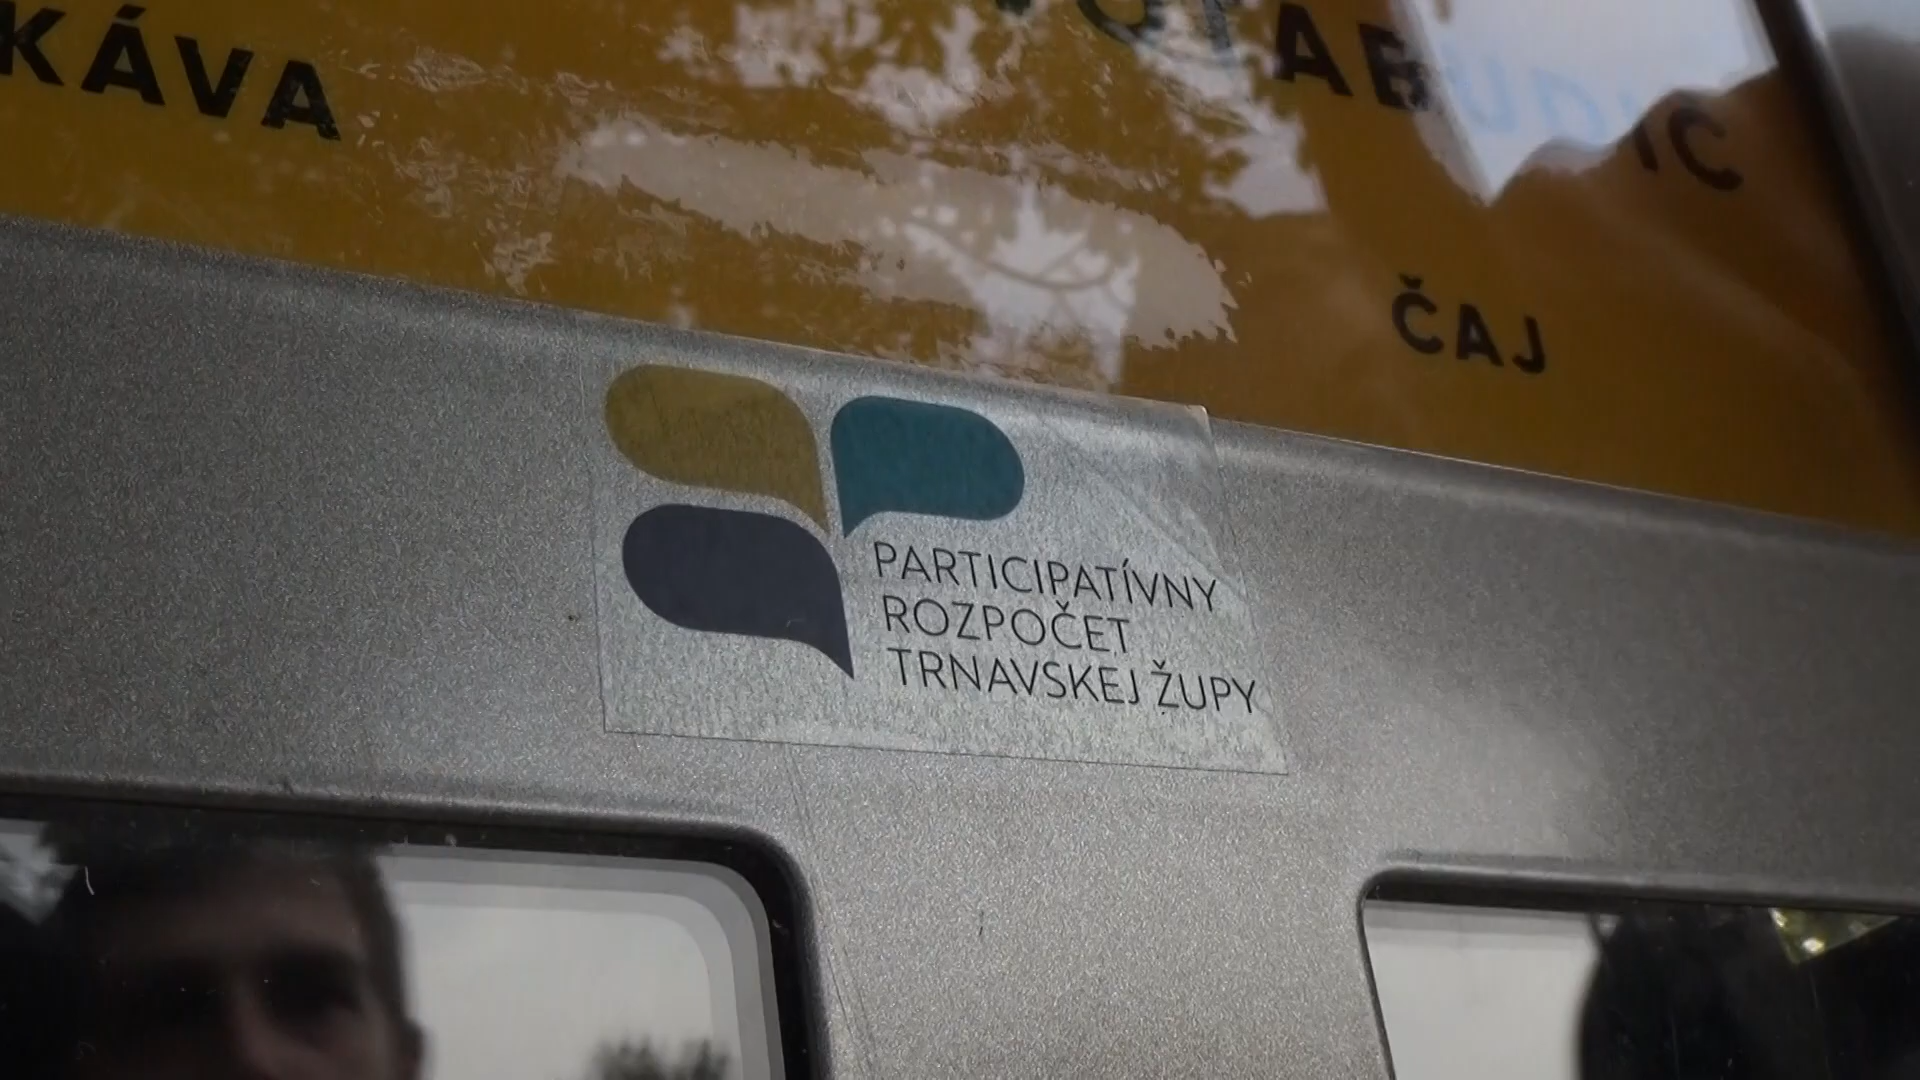 KÁVA
ČAJ
PARTICIPATÍVNY
ROZPOČET
TRNAVSKEJ ŽUPY